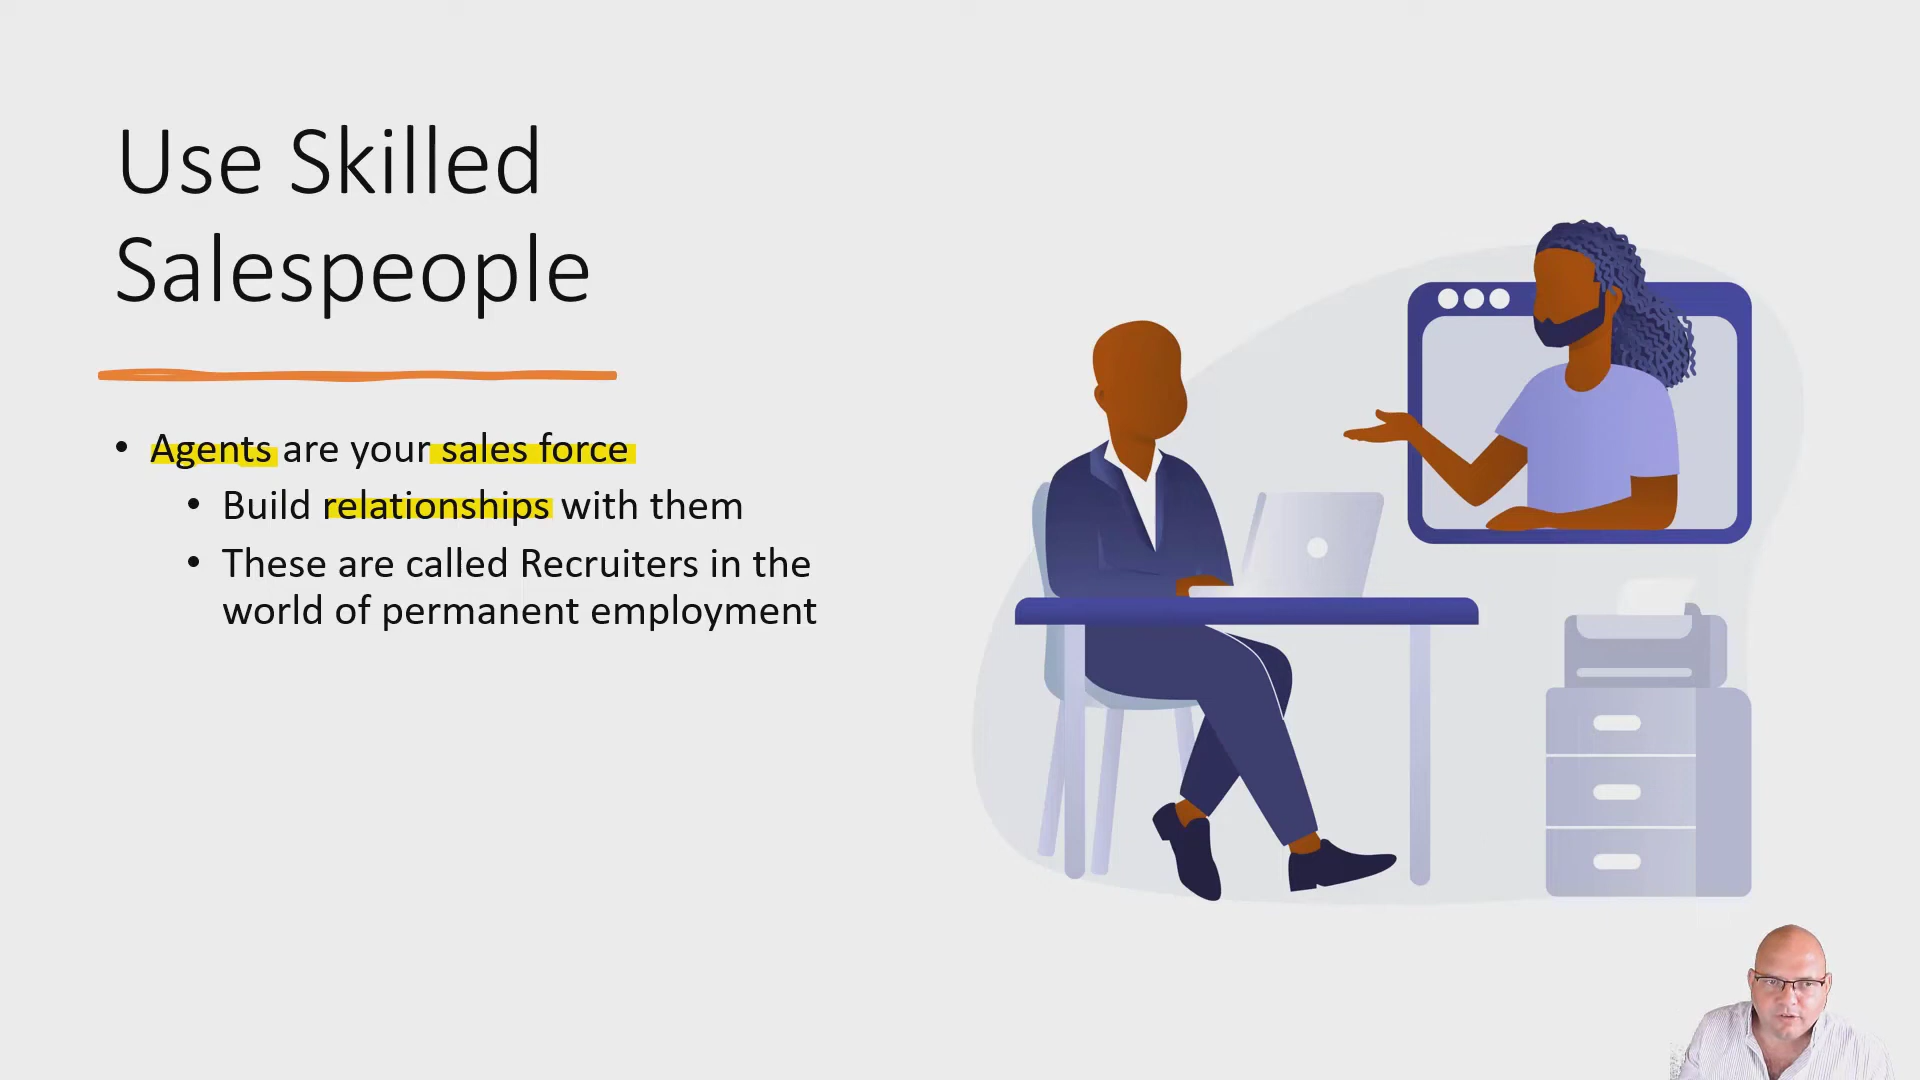 Use Skilled
Salespeople
• Agents are your sales force
• Build relationships with them
• These are called Recruiters in the
world of permanent employment